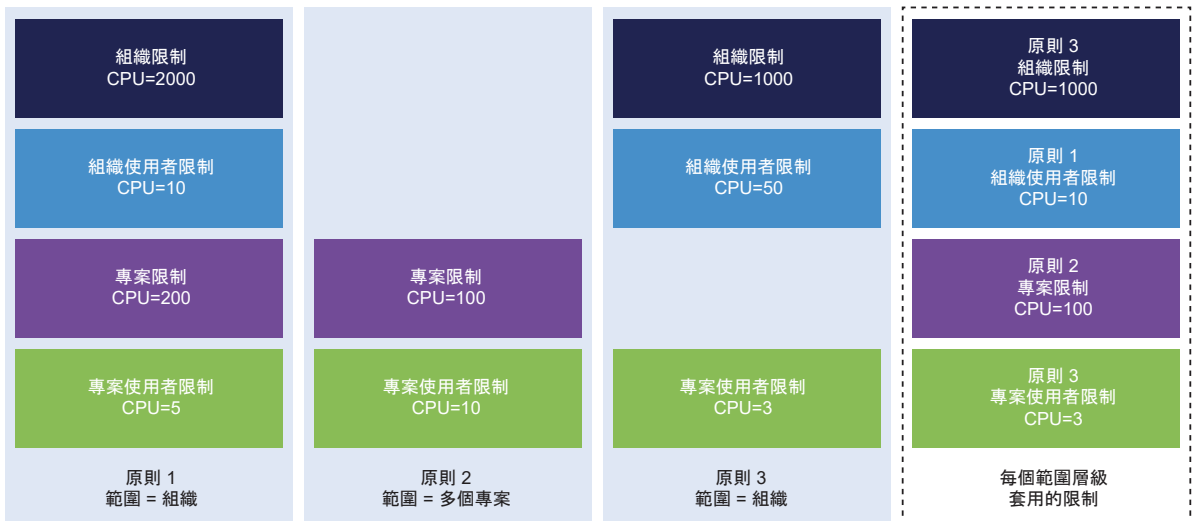 組織限制
CPU=2000
組織使用者限制
CPU=10
專案限制
CPU=200
專案使用者限制
CPU=5
原則 1
範圍 = 組織
專案限制
CPU=100
專案使用者限制
CPU=10
原則 2
範圍 = 多個專案
組織限制
CPU=1000
組織使用者限制
CPU=50
專案使用者限制
CPU=3
原則 3
範圍 = 組織
原則 3
組織限制
CPU=1000
原則 1
組織使用者限制
CPU=10
原則 2
專案限制
CPU=100
原則 3
專案使用者限制
CPU=3
每個範圍層級
套用的限制